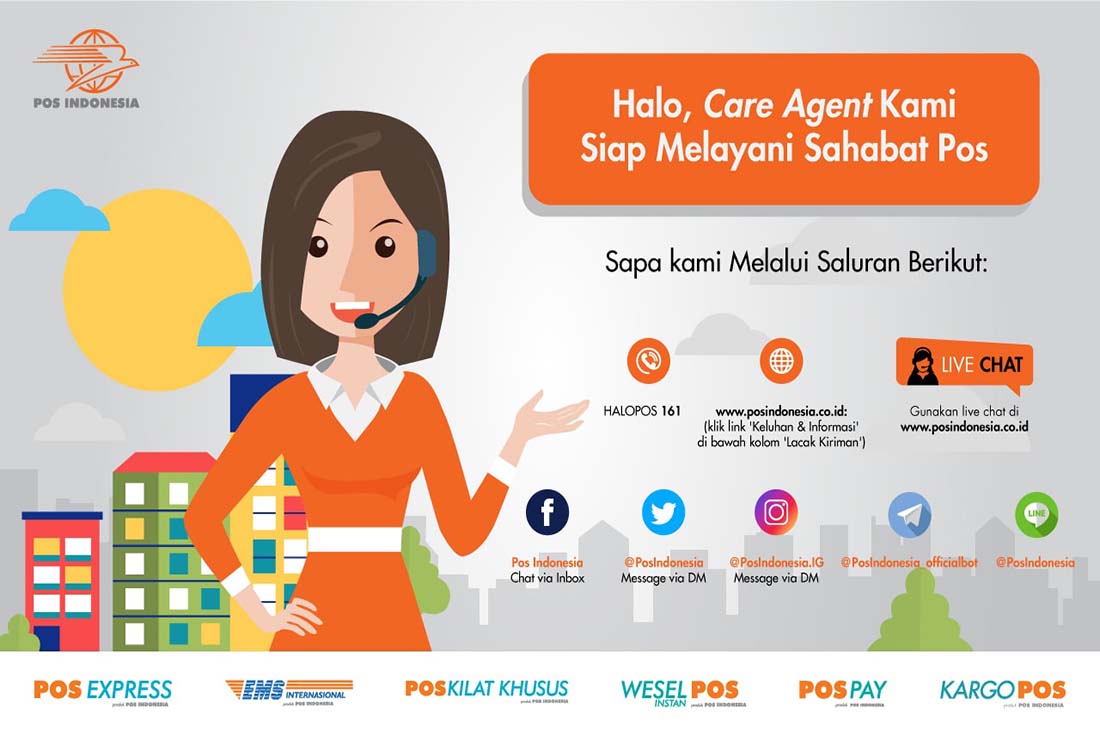 POS INDONESIA
Halo, Care Agent Kami
Siap Melayani Sahabat Pos
Sapa kami Melalui Saluran Berikut:
HALOPOS 161
www.posindonesia.co.id:
(klik link 'Keluhan & Informasi'
di bawah kolom 'Lacak Kiriman')
LIVE CHAT
Gunakan live chat di
www.posindonesia.co.id
f
LINE
Pos Indonesia
Chat via Inbox
@PosIndonesia
Message via DM
@PosIndonesia.IG
Message via DM
@PosIndonesia_officialbot
@PosIndonesia
POS EXPRESS
produk POS INDONESIA
EMS INTERNASIONAL
produk POS INDONESIA
POS KILAT KHUSUS
produk POS INDONESIA
WESEL POS
INSTAN
produk POS INDONESIA
POS PAY
produk POS INDONESIA
KARGO POS
produk POS INDONESIA